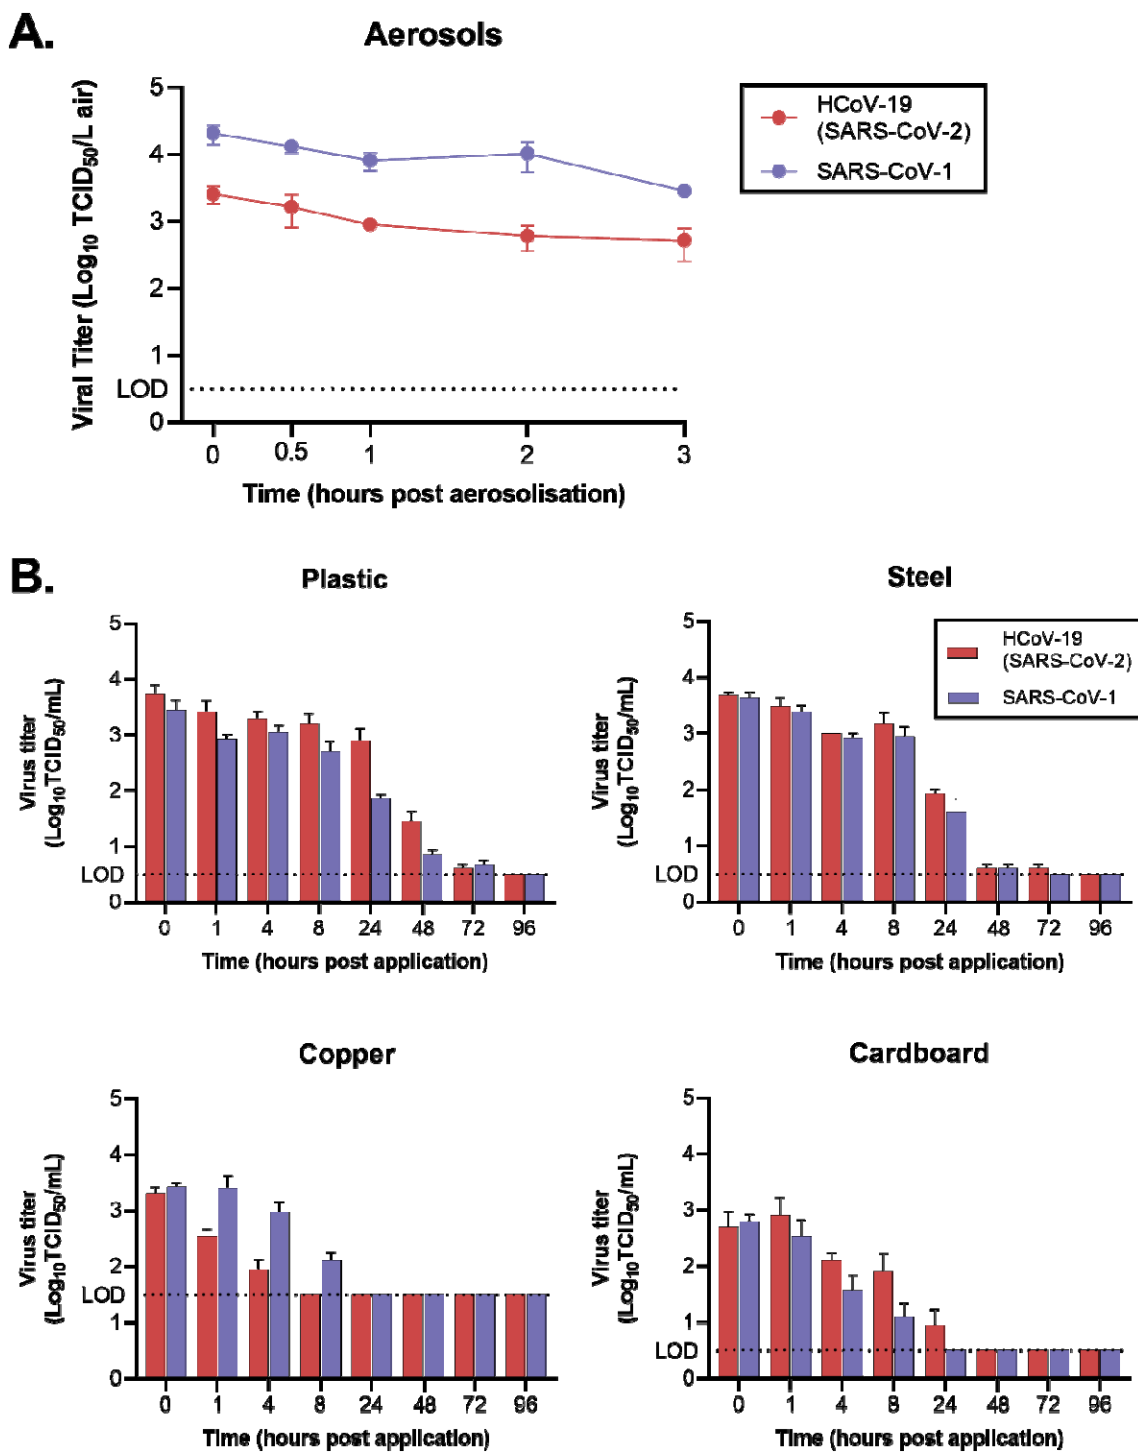 A.
Aerosols
Viral Titer (Log10 TCID50/L air)
5
4
3
2
1
LOD
0
0 0.5 1 2 3
Time (hours post aerosolisation)
HCoV-19
(SARS-CoV-2)
SARS-CoV-1
B.
Plastic
Virus titer
(Log10TCID50/mL)
5
4
3
2
1
LOD
0
0 1 4 8 24 48 72 96
Time (hours post application)
Steel
HCoV-19
(SARS-CoV-2)
SARS-CoV-1
Virus titer
(Log10TCID50/mL)
5
4
3
2
1
LOD
0
0 1 4 8 24 48 72 96
Time (hours post application)
Copper
Virus titer
(Log10TCID50/mL)
5
4
3
2
LOD
1
0
0 1 4 8 24 48 72 96
Time (hours post application)
Cardboard
Virus titer
(Log10TCID50/mL)
5
4
3
2
1
LOD
0
0 1 4 8 24 48 72 96
Time (hours post application)